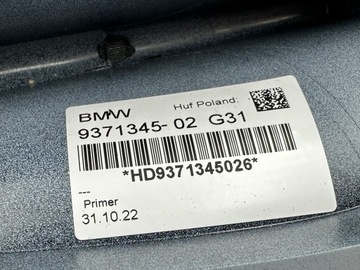 BMW Huf Poland:
9371345- 02 G31
*HD9371345026*
---
Primer
31.10.22